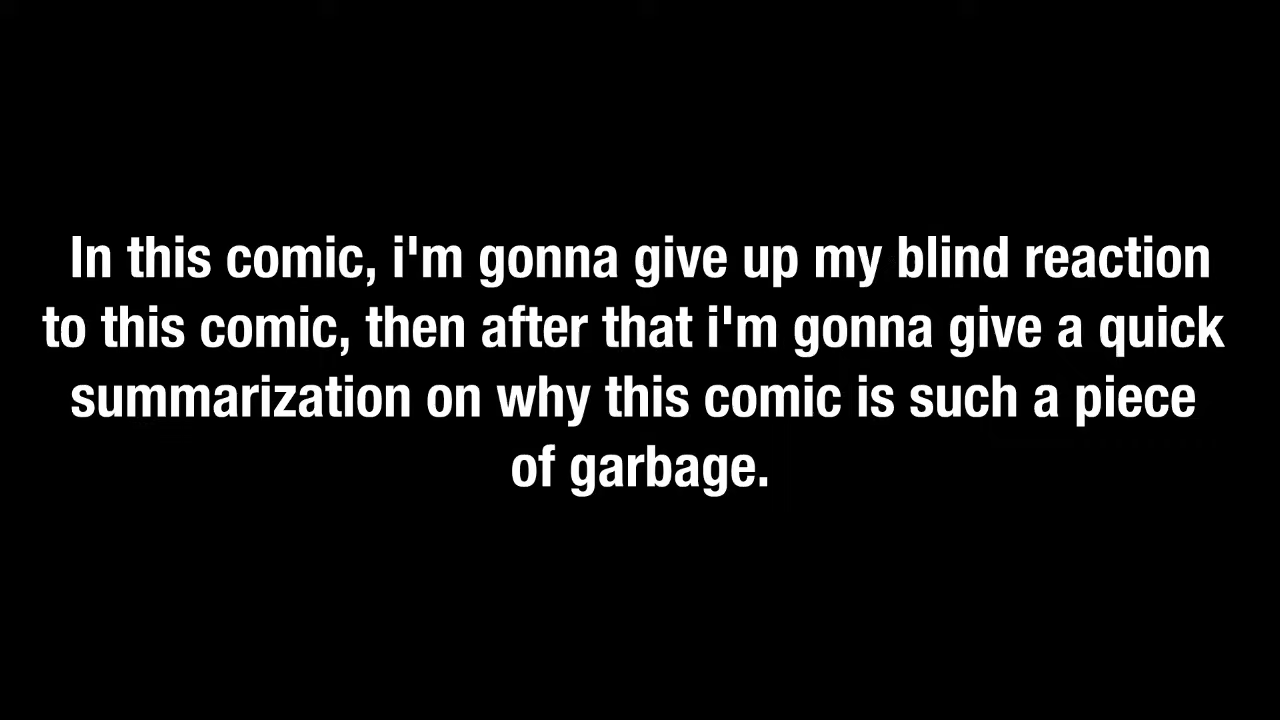 In this comic, i'm gonna give up my blind reaction
to this comic, then after that i'm gonna give a quick
summarization on why this comic is such a piece
of garbage.